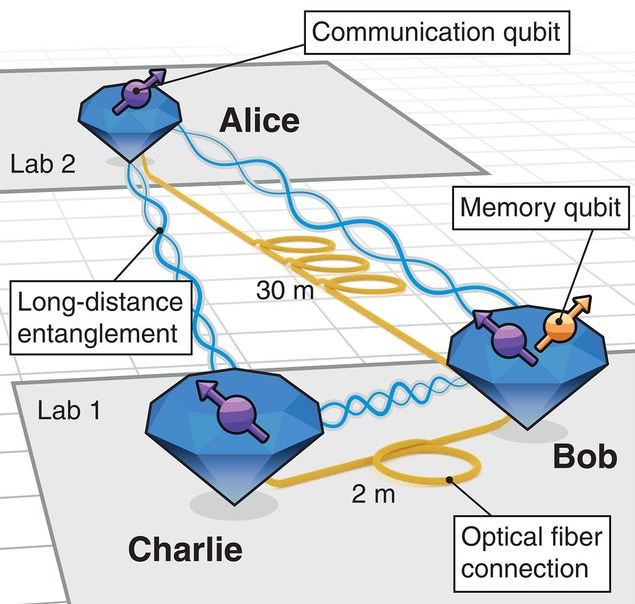 Communication qubit
Alice
Lab 2
Memory qubit
30 m
Long-distance
entanglement
Lab 1
Bob
2 m
Charlie
Optical fiber
connection